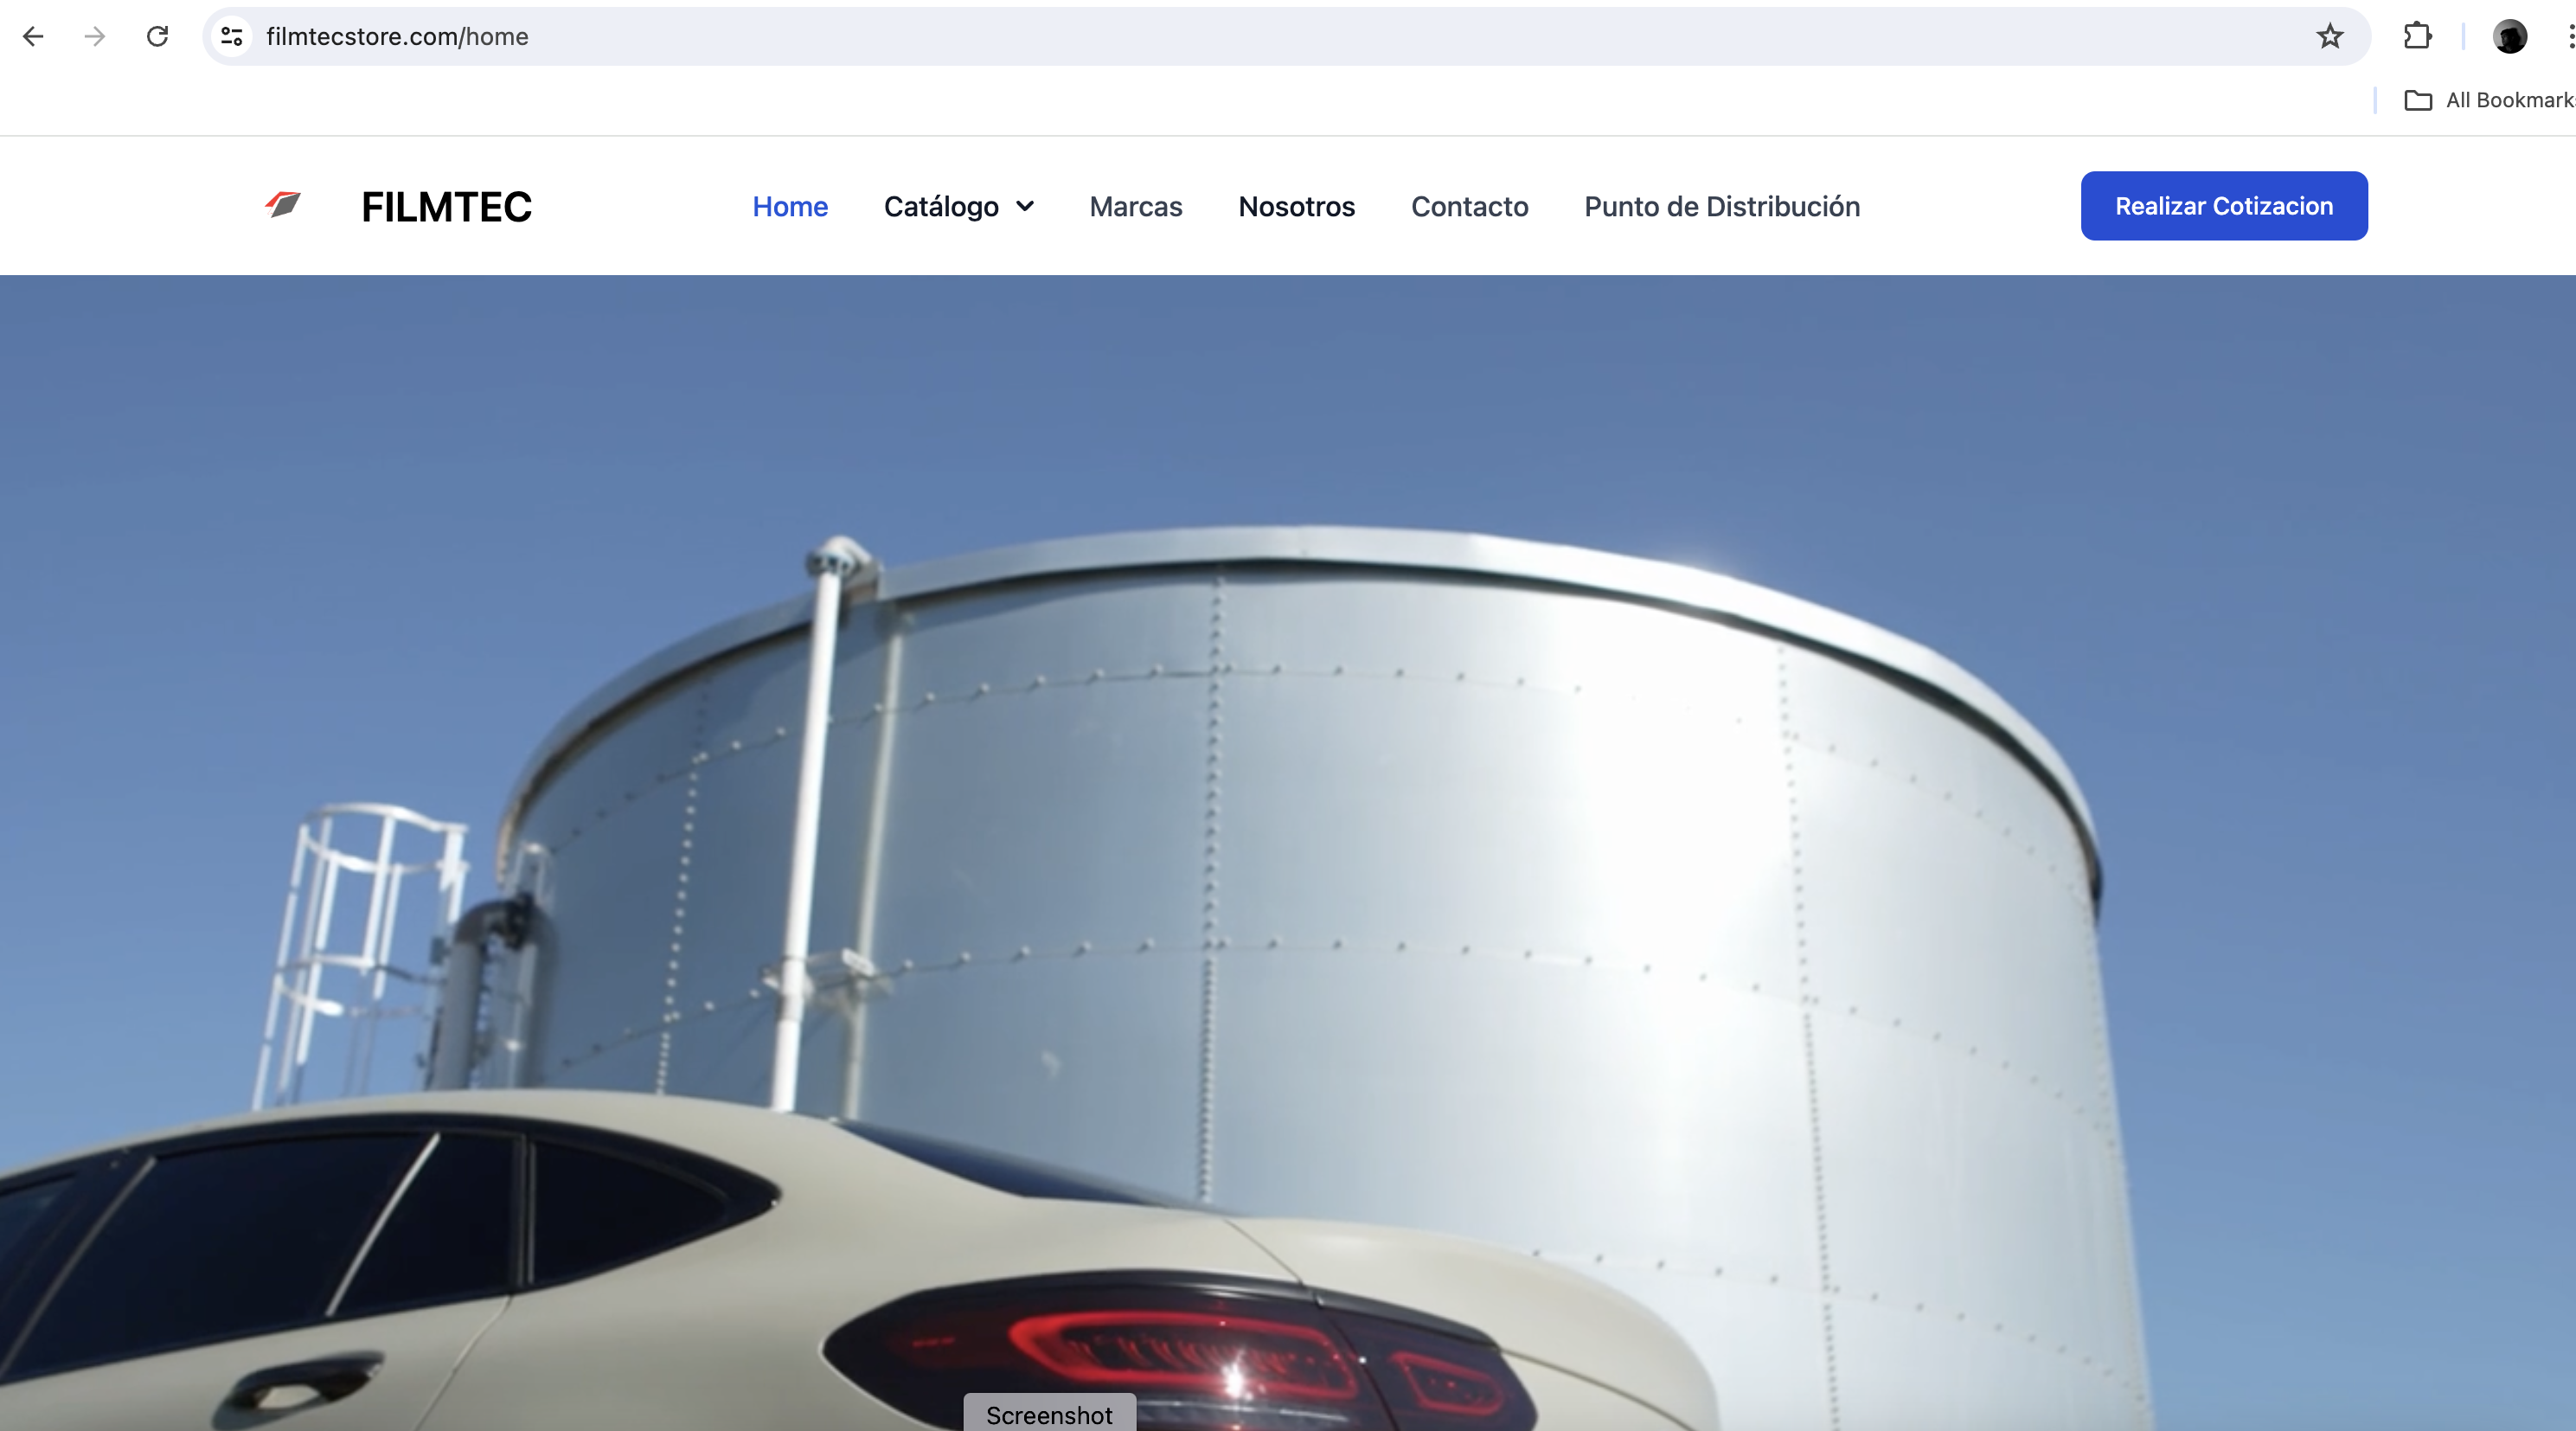 filmtecstore.com/home
All Bookmark
FILMTEC
Home
Catálogo
Marcas
Nosotros
Contacto
Punto de Distribución
Realizar Cotizacion
Screenshot